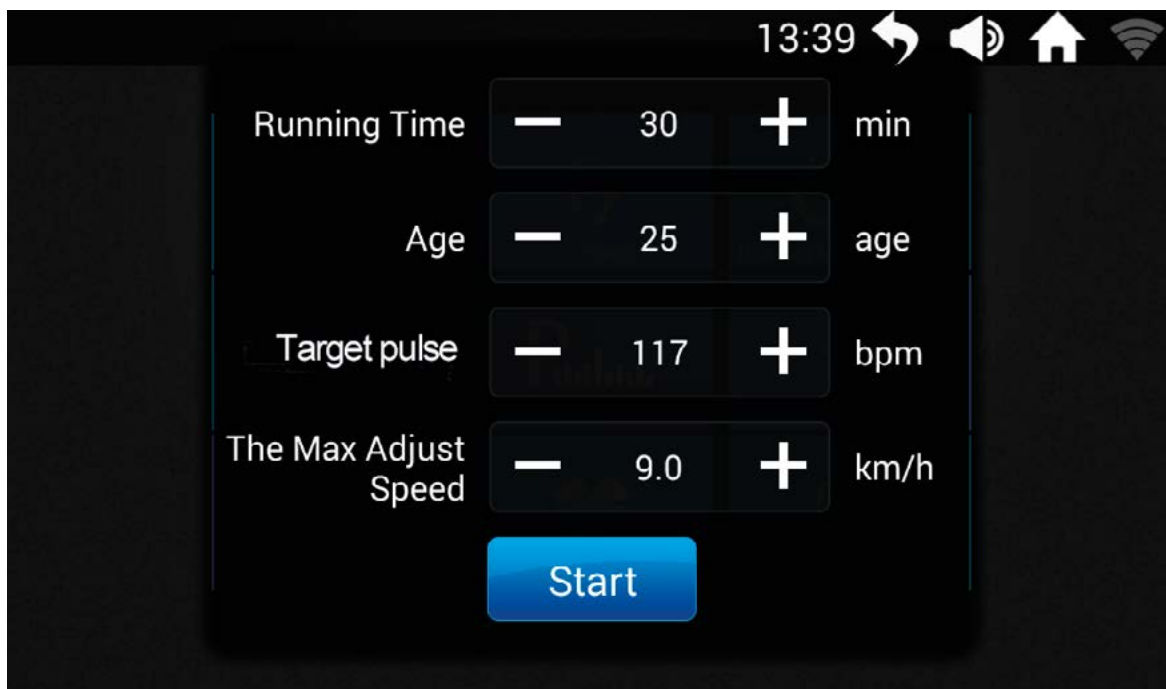 13:39
Running Time − 30 + min
Age − 25 + age
Target pulse − 117 + bpm
The Max Adjust
Speed − 9.0 + km/h
Start